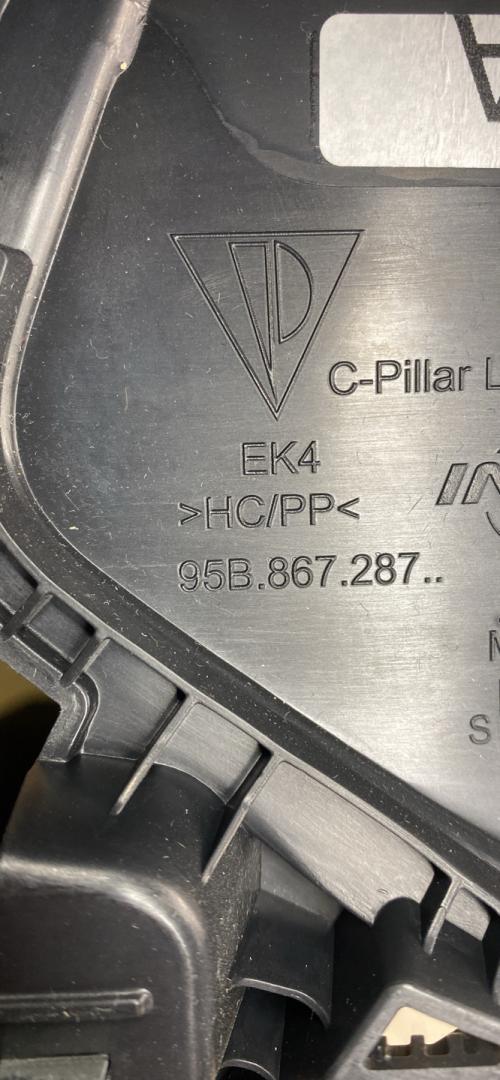 C-Pillar L
EK4
>HC/PP<
95B.867.287..
S